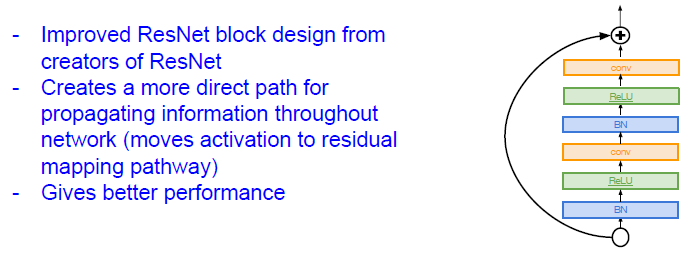 - Improved ResNet block design from
creators of ResNet
- Creates a more direct path for
propagating information throughout
network (moves activation to residual
mapping pathway)
- Gives better performance
+
conv
ReLU
BN
conv
ReLU
BN